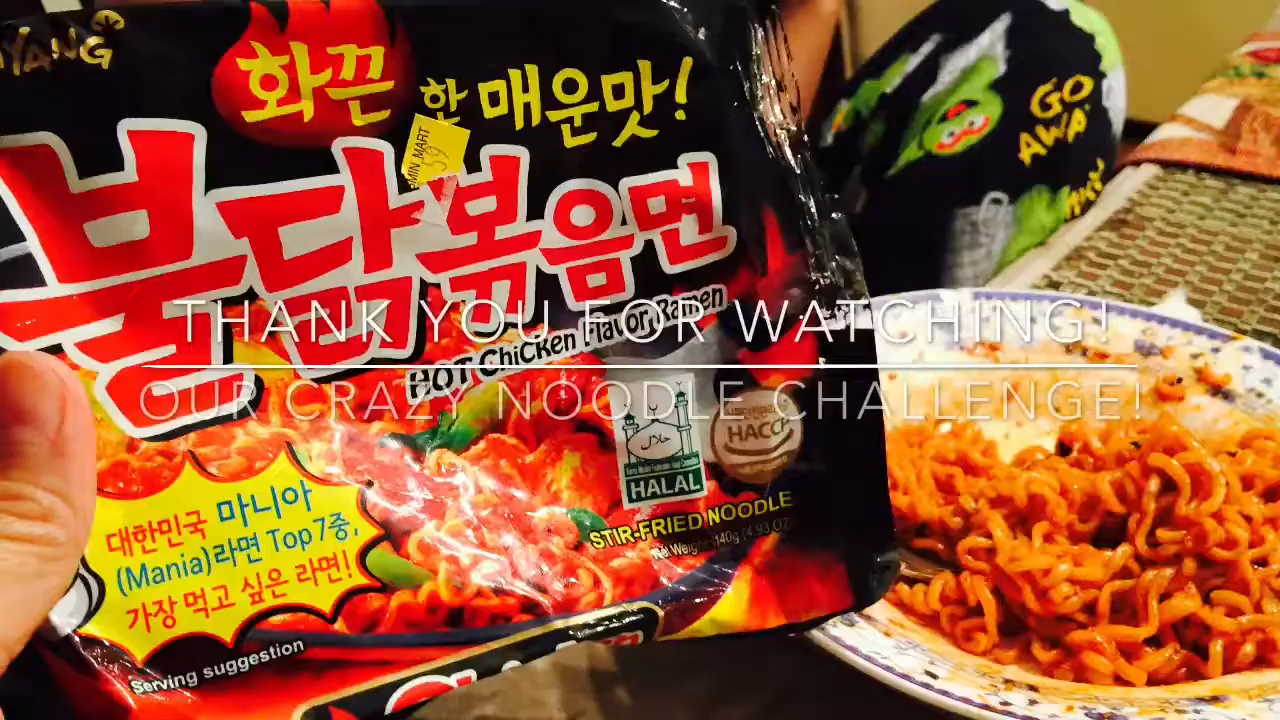 YANG
화끈한 매운맛!
MINI MART
불닭볶음면
HOT Chicken Flavor Ramen
THANK YOU FOR WATCHING!
OUR CRAZY NOODLE CHALLENGE!
GO
AWA
HACCP
HALAL
STIR-FRIED NOODLE
Net Weight: 140g (4.93 OZ
대한민국 마니아
(Mania)라면 Top7중,
가장 먹고 싶은 라면!
Serving suggestion